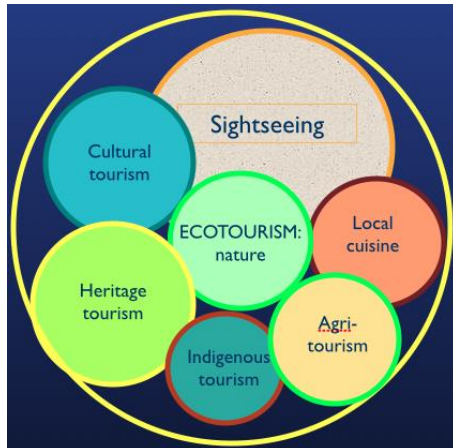 Sightseeing
Cultural
tourism
ECOTOURISM:
nature
Local
cuisine
Heritage
tourism
Agri-
tourism
Indigenous
tourism